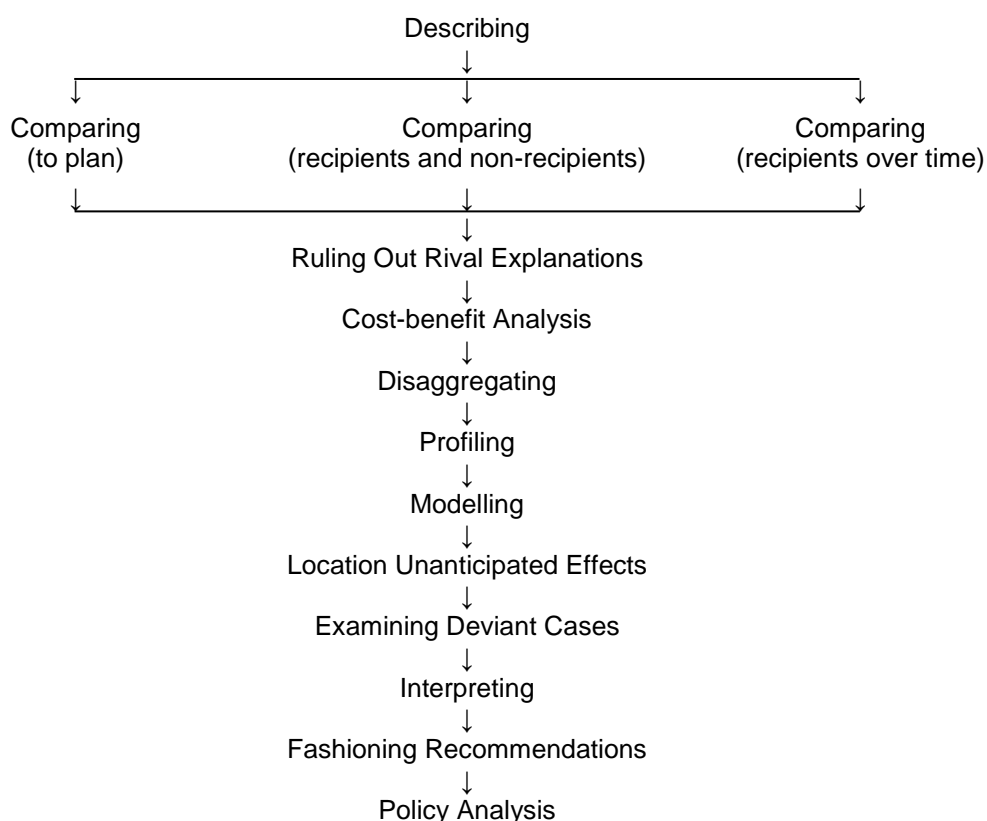 Describing
↓
↓ ↓ ↓
Comparing Comparing Comparing
(to plan) (recipients and non-recipients) (recipients over time)
↓ ↓ ↓
↓
Ruling Out Rival Explanations
↓
Cost-benefit Analysis
↓
Disaggregating
↓
Profiling
↓
Modelling
↓
Location Unanticipated Effects
↓
Examining Deviant Cases
↓
Interpreting
↓
Fashioning Recommendations
↓
Policy Analysis